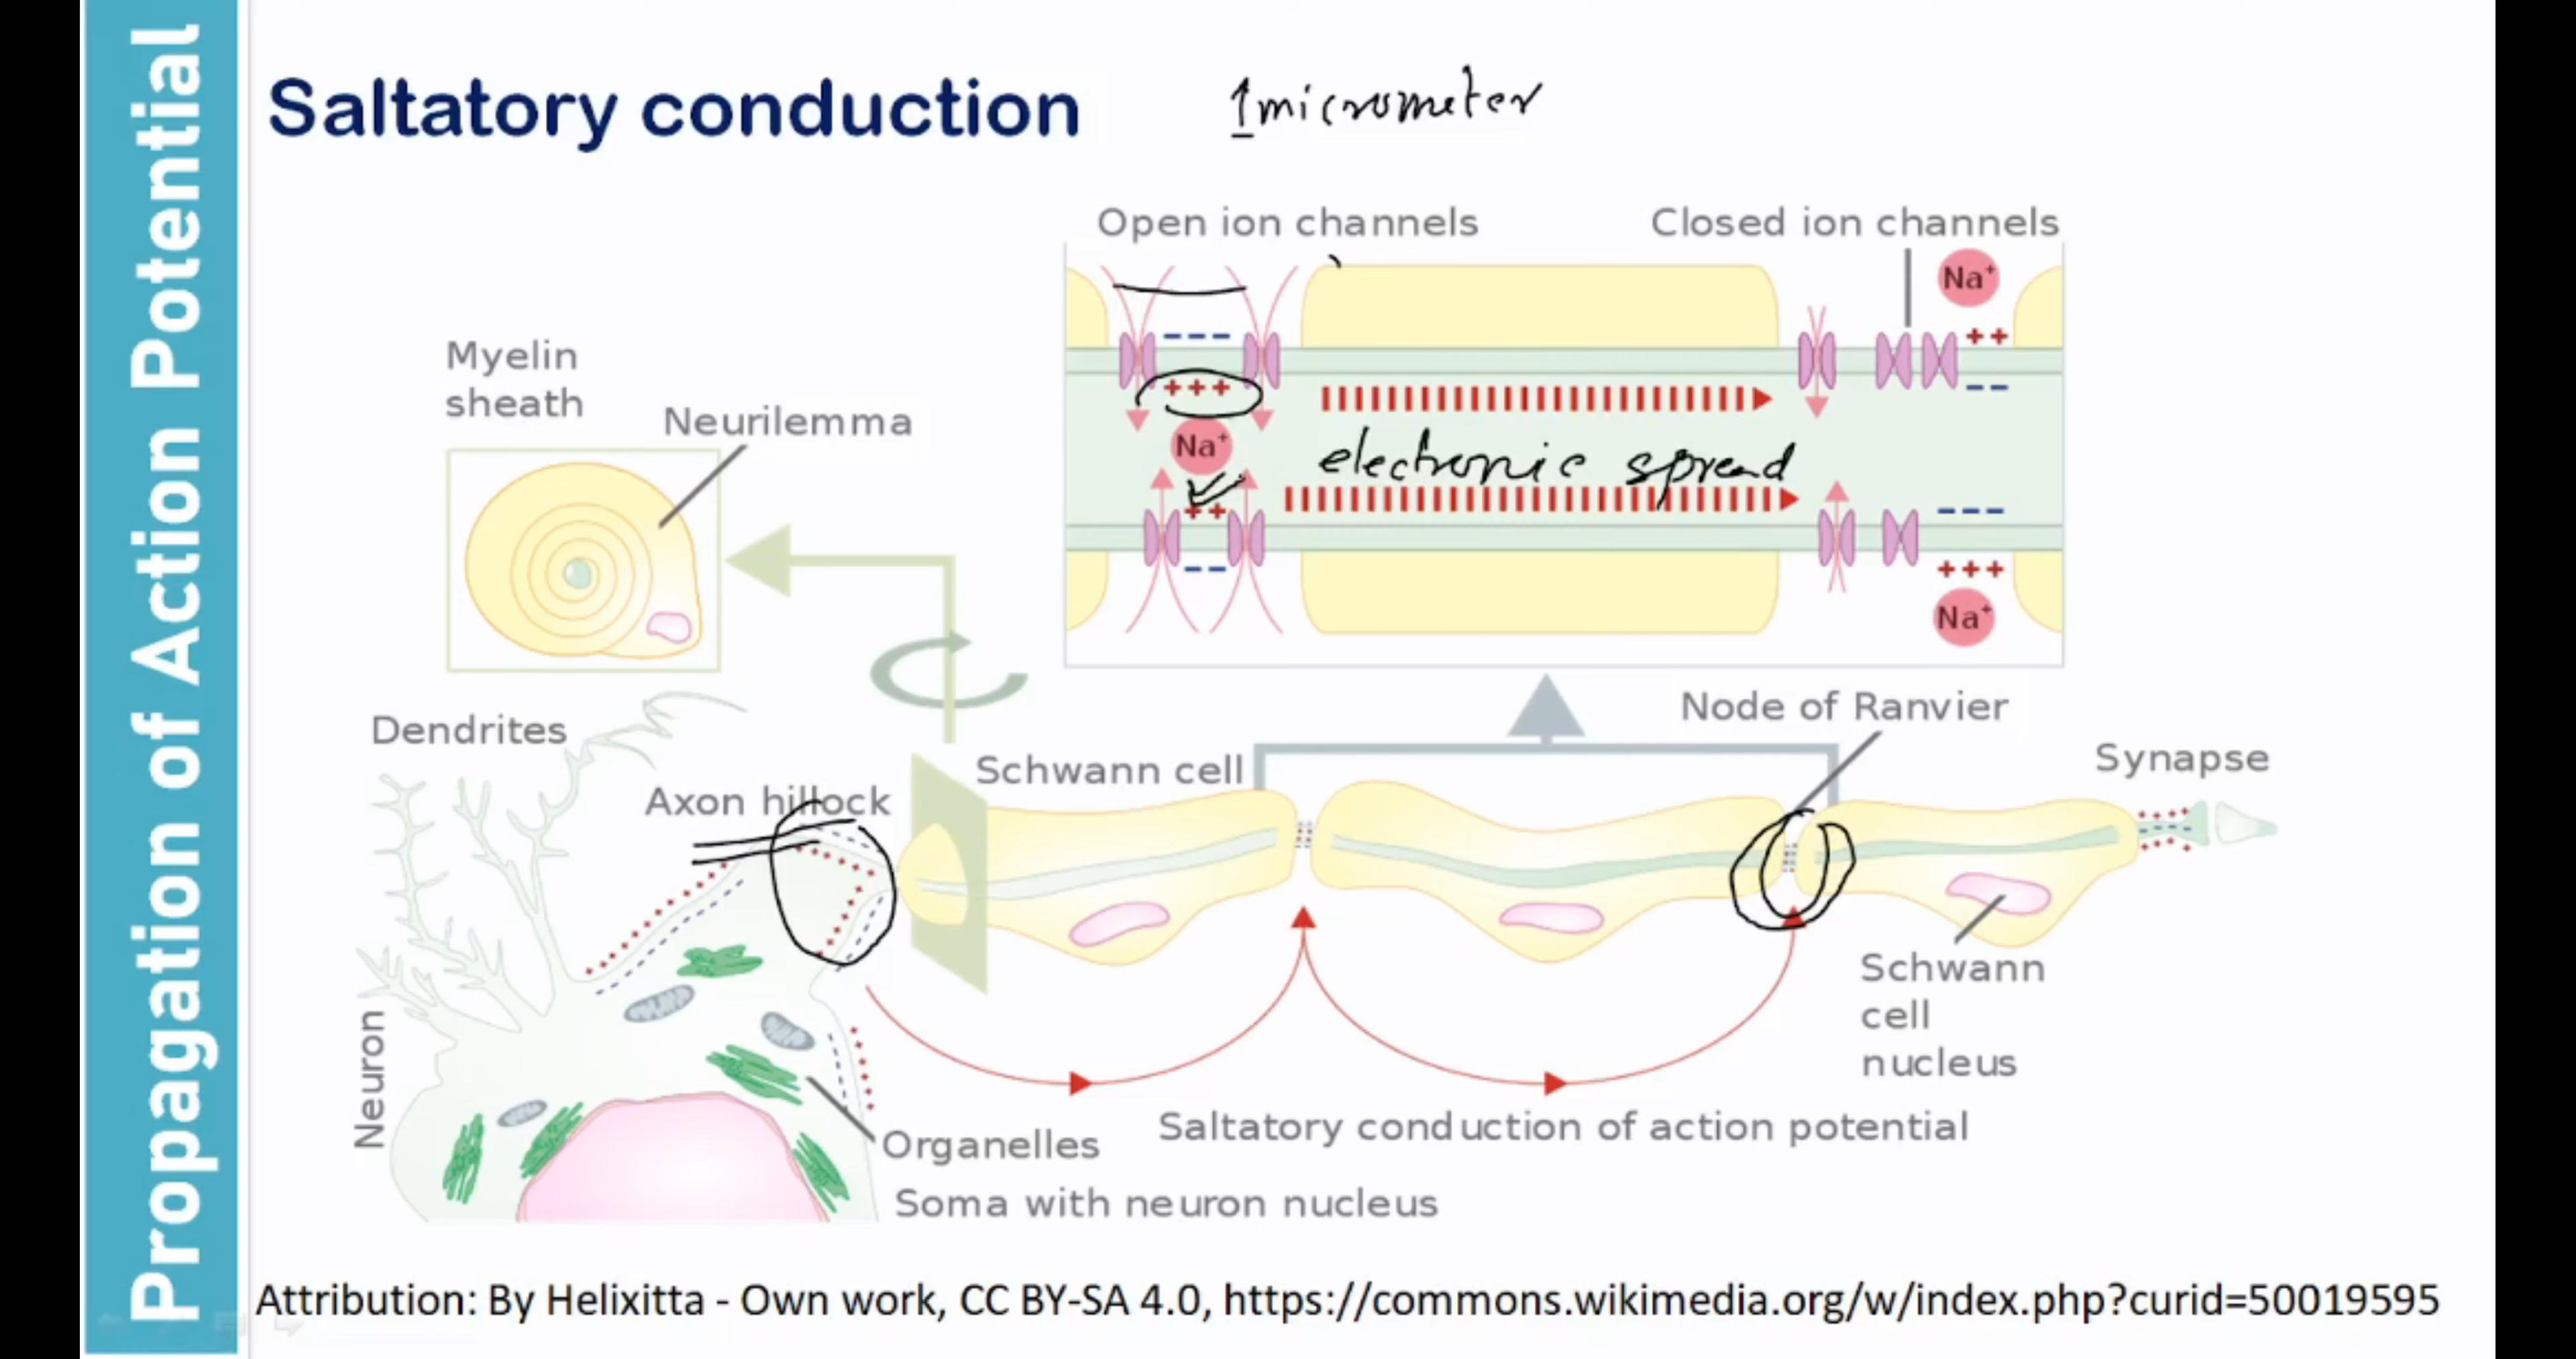 Propagation of Action Potential
Saltatory conduction
1micrometer
Open ion channels
Closed ion channels
Na+
+ +
- - -
+ + +
- -
Na+
electronic spread
+ +
- - -
- -
+ + +
Na+
Myelin
sheath
Neurilemma
Dendrites
Axon hillock
Schwann cell
Node of Ranvier
Synapse
Neuron
Schwann
cell
nucleus
Saltatory conduction of action potential
Organelles
Soma with neuron nucleus
Attribution: By Helixitta - Own work, CC BY-SA 4.0, https://commons.wikimedia.org/w/index.php?curid=50019595